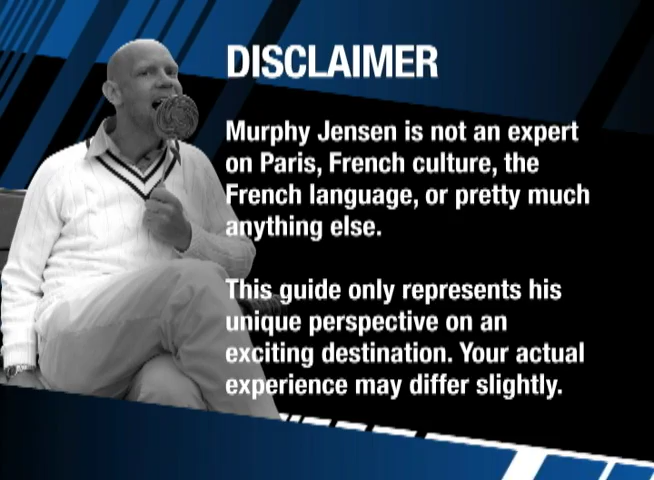 DISCLAIMER
Murphy Jensen is not an expert
on Paris, French culture, the
French language, or pretty much
anything else.
This guide only represents his
unique perspective on an
exciting destination. Your actual
experience may differ slightly.